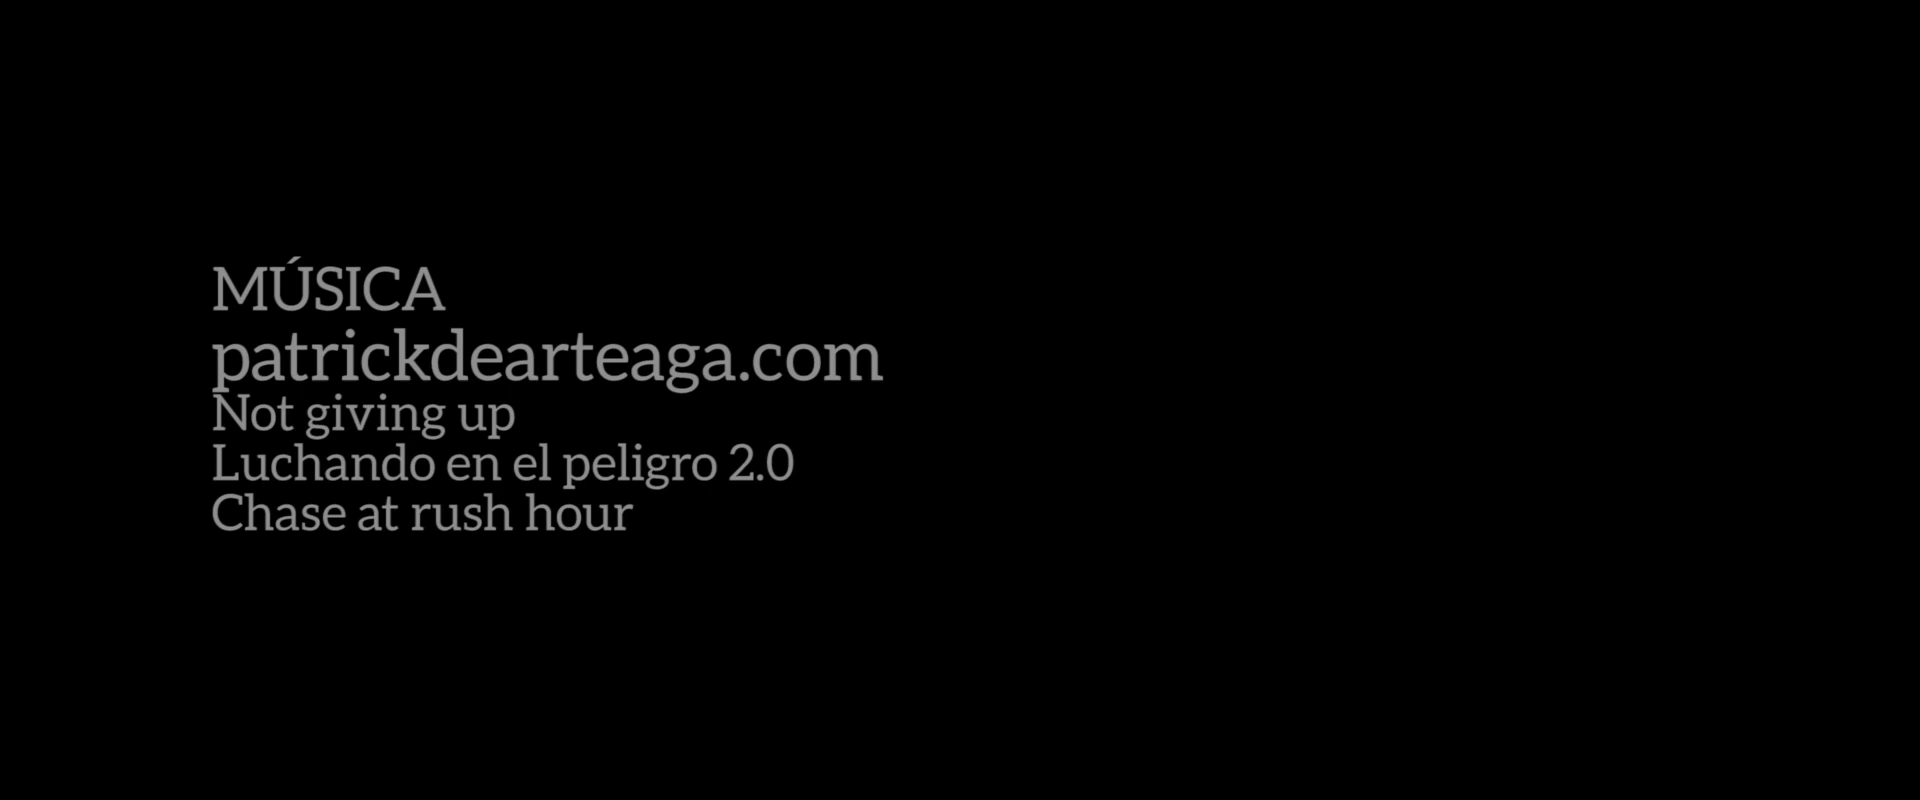 MÚSICA
patrickdearteaga.com
Not giving up
Luchando en el peligro 2.0
Chase at rush hour